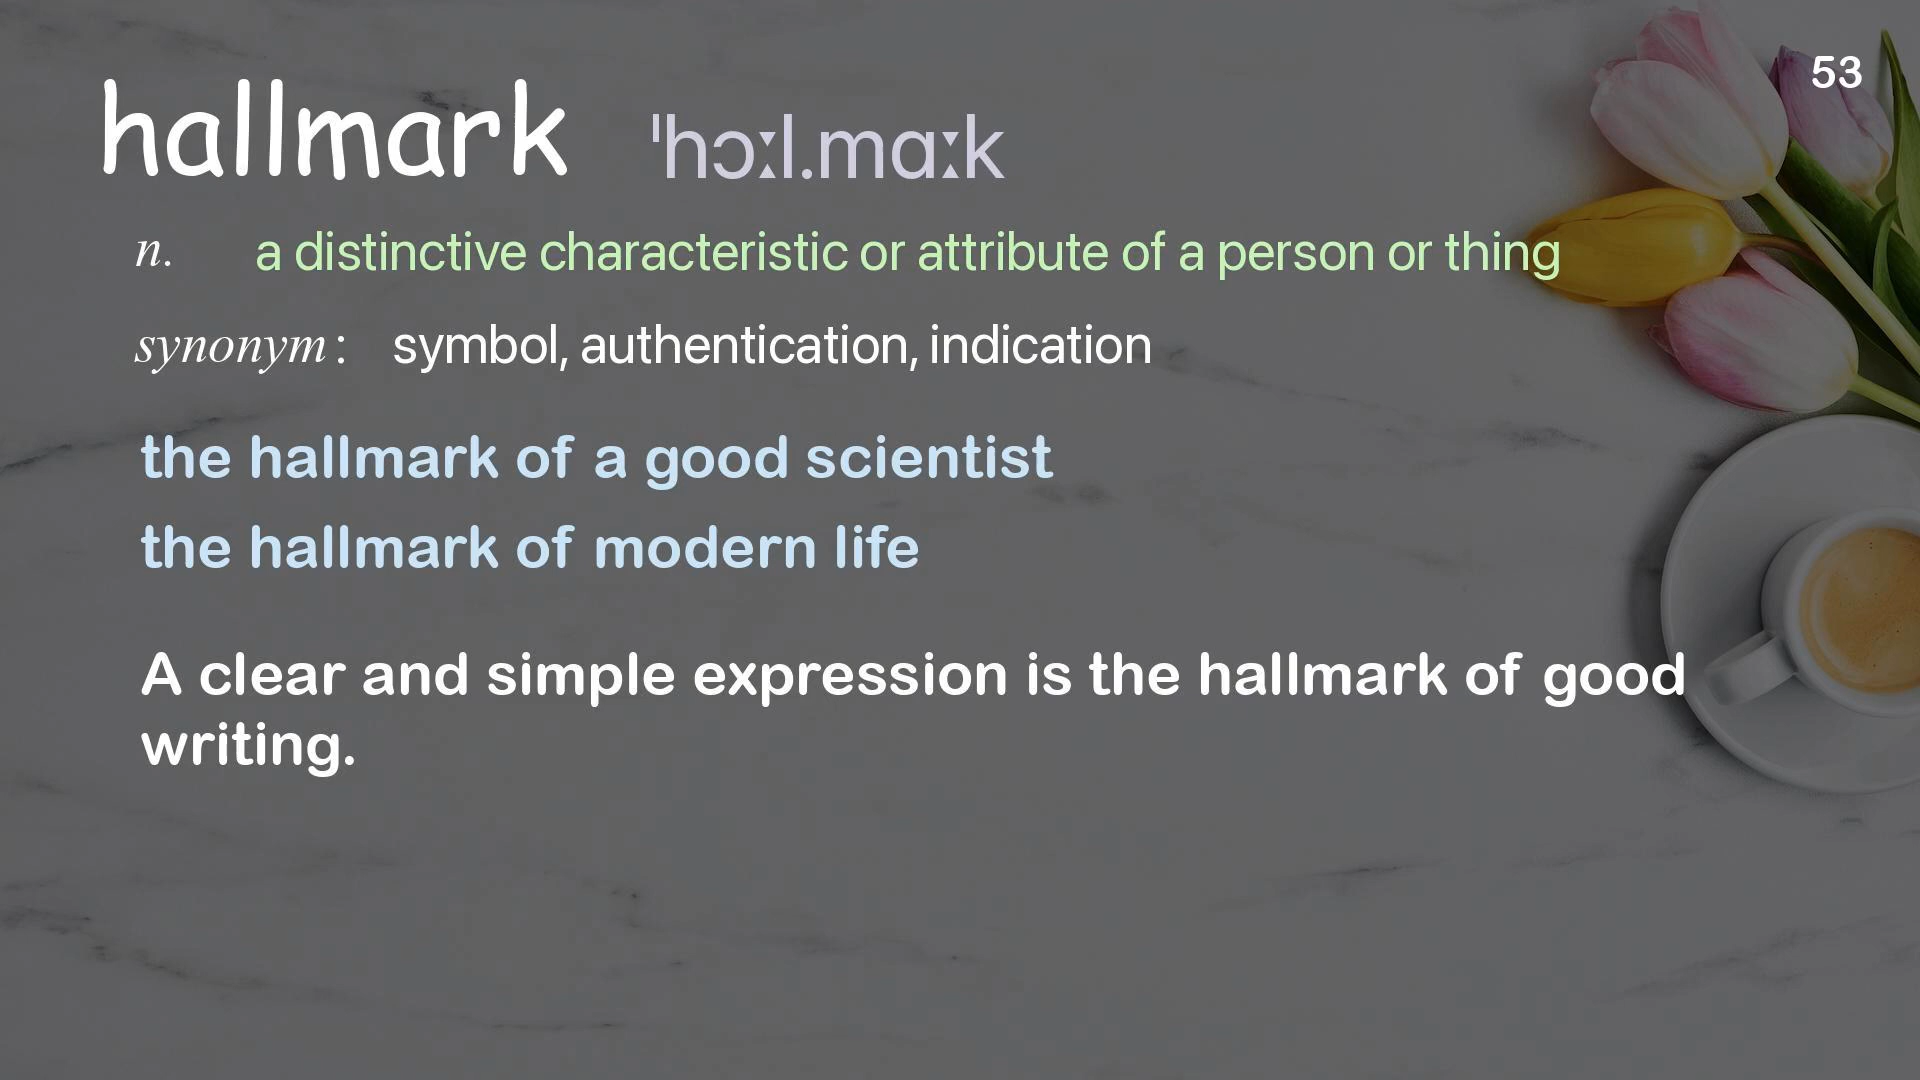 53
hallmark ˈhɔːl.mɑːk
n. a distinctive characteristic or attribute of a person or thing
synonym : symbol, authentication, indication
the hallmark of a good scientist
the hallmark of modern life
A clear and simple expression is the hallmark of good
writing.